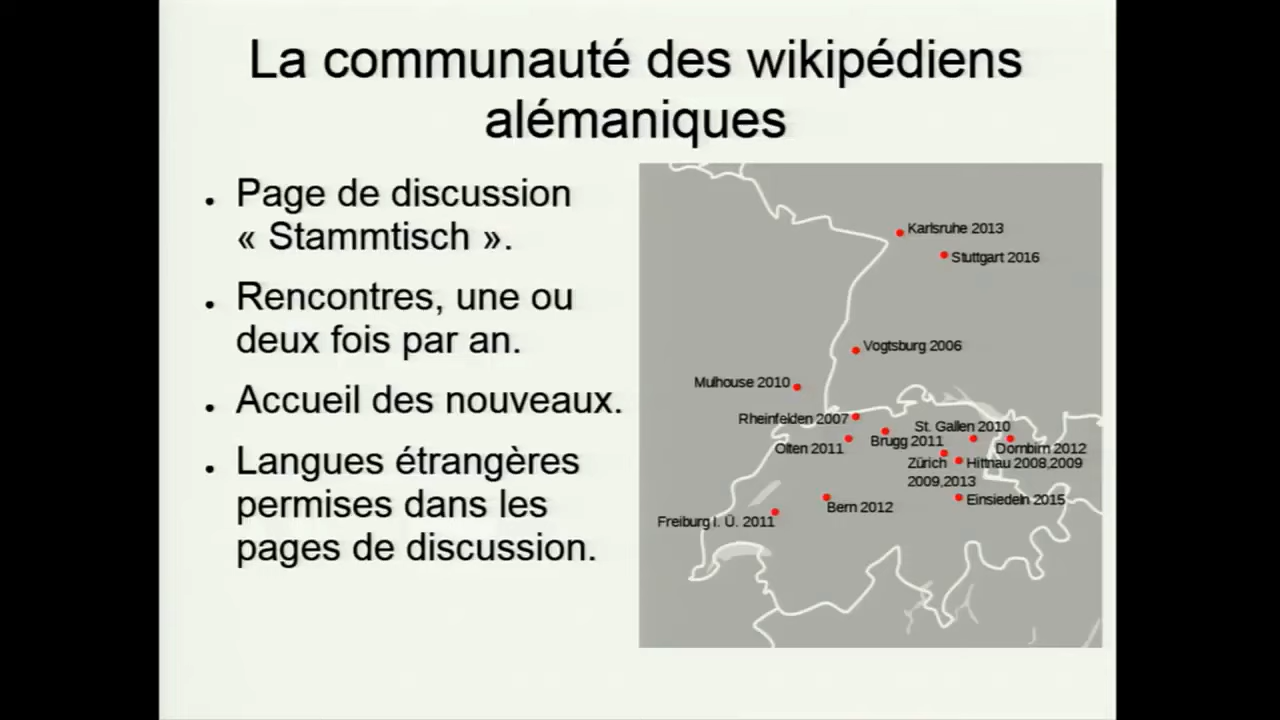 La communauté des wikipédiens
alémaniques
• Page de discussion
« Stammtisch ».
• Rencontres, une ou
deux fois par an.
• Accueil des nouveaux.
• Langues étrangères
permises dans les
pages de discussion.
Karlsruhe 2013
Stuttgart 2016
Vogtsburg 2006
Mulhouse 2010
Rheinfelden 2007
St. Gallen 2010
Olten 2011
Brugg 2011
Dornbirn 2012
Zürich
2009,2013
Hittnau 2008,2009
Einsiedeln 2015
Bern 2012
Freiburg i. Ü. 2011